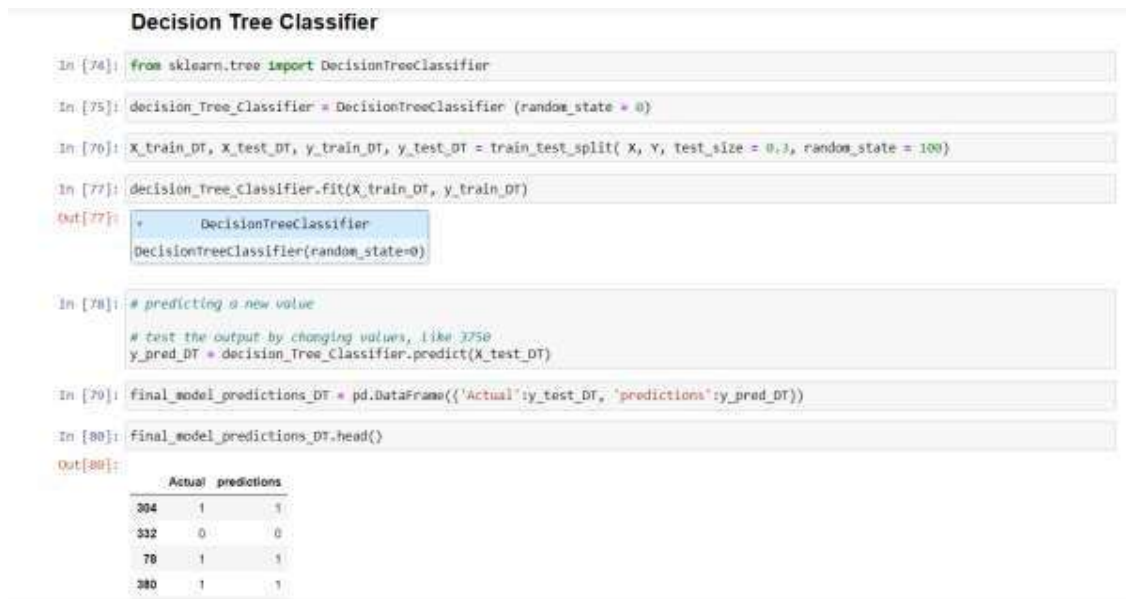 Decision Tree Classifier
In [74]: from sklearn.tree import DecisionTreeClassifier
In [75]: decision_Tree_Classifier = DecisionTreeClassifier (random_state = 0)
In [76]: X_train_DT, X_test_DT, y_train_DT, y_test_DT = train_test_split( X, Y, test_size = 0.3, random_state = 100)
In [77]: decision_Tree_Classifier.fit(X_train_DT, y_train_DT)
Out[77]:
DecisionTreeClassifier
DecisionTreeClassifier(random_state=0)
In [78]: # predicting a new value
# test the output by changing values, like 3750
y_pred_DT = decision_Tree_Classifier.predict(X_test_DT)
In [79]: final_model_predictions_DT = pd.DataFrame({'Actual':y_test_DT, 'predictions':y_pred_DT})
In [80]: final_model_predictions_DT.head()
Out[80]:
Actual predictions
304 1 1
332 0 0
1 1
380 1 1